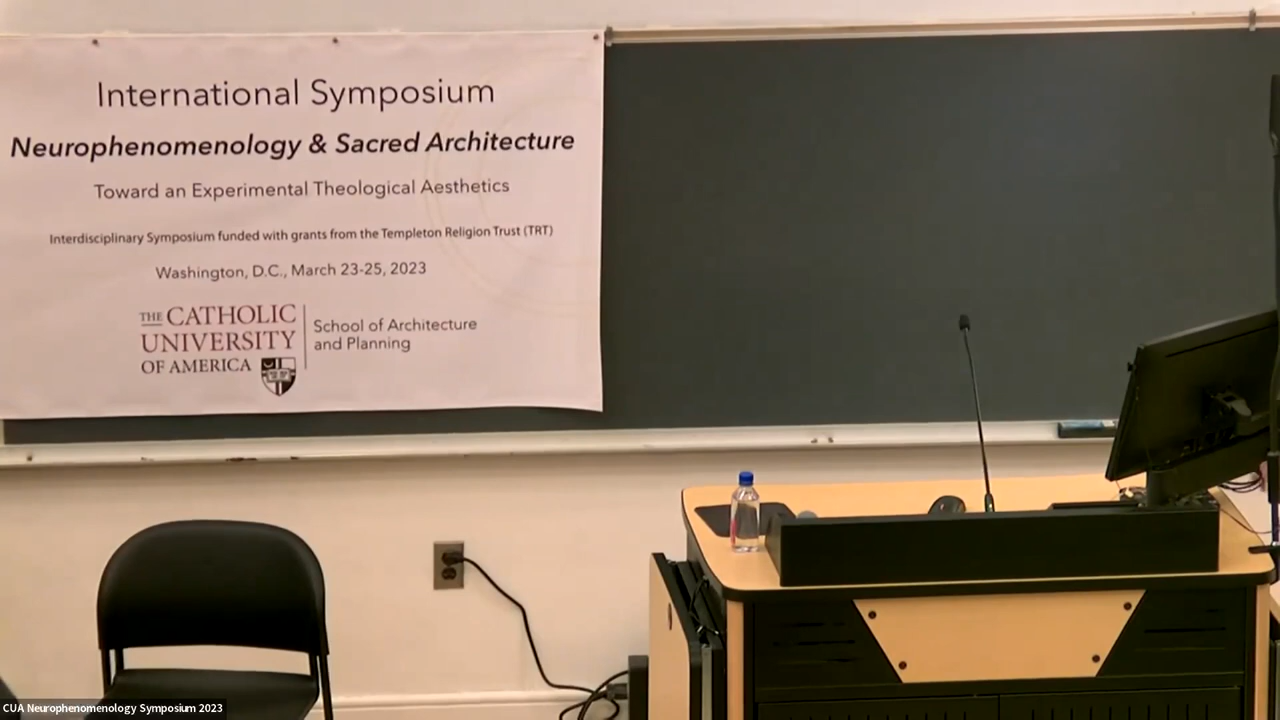 International Symposium
Neurophenomenology & Sacred Architecture
Toward an Experimental Theological Aesthetics
Interdisciplinary Symposium funded with grants from the Templeton Religion Trust (TRT)
Washington, D.C., March 23-25, 2023
THE CATHOLIC
UNIVERSITY
OF AMERICA
School of Architecture
and Planning
CUA Neurophenomenology Symposium 2023